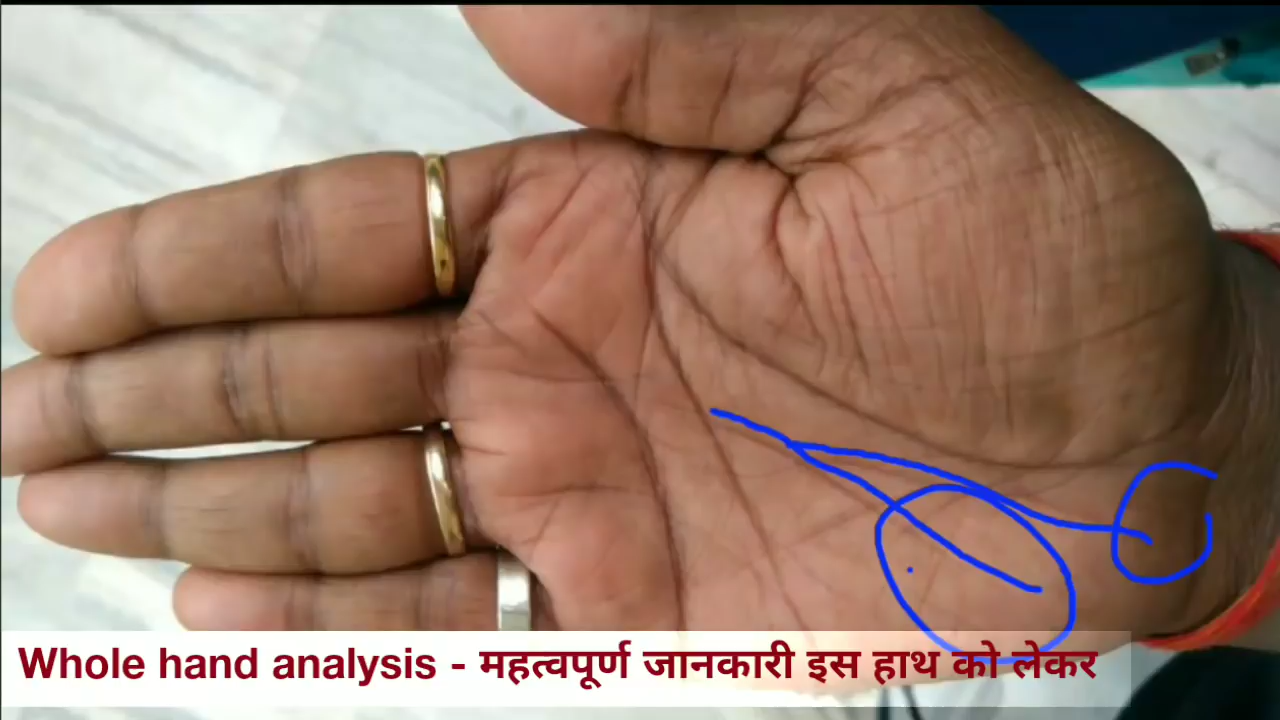 Whole hand analysis - महत्वपूर्ण जानकारी इस हाथ को लेकर